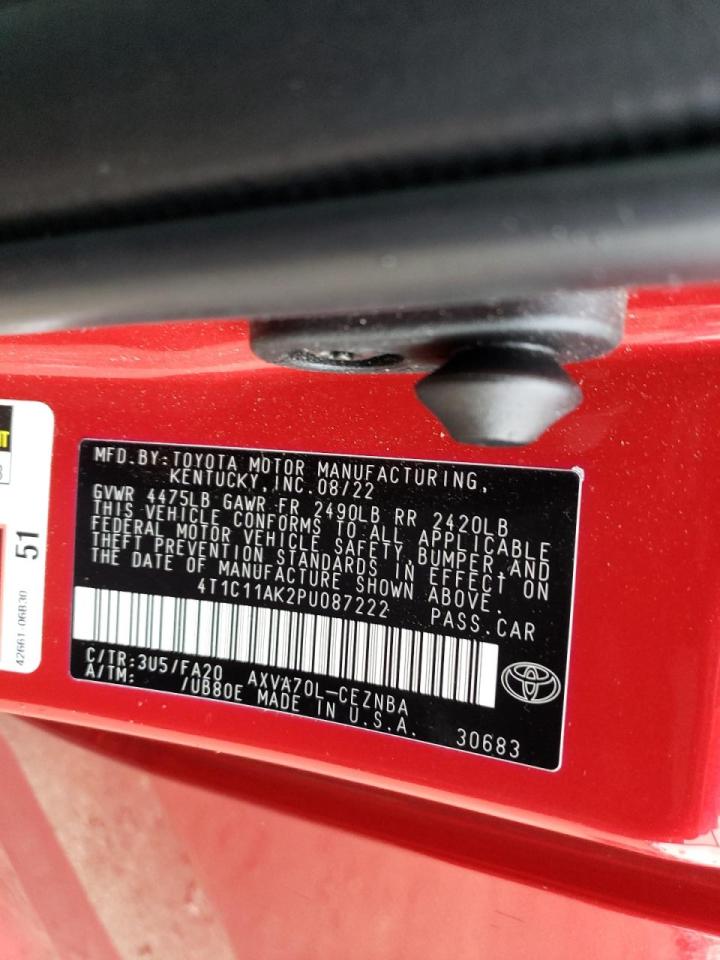 MFD.BY:TOYOTA MOTOR MANUFACTURING,
KENTUCKY,INC.08/22
GVWR 4475LB GAWR FR 2490LB RR 2420LB
THIS VEHICLE CONFORMS TO ALL APPLICABLE
FEDERAL MOTOR VEHICLE SAFETY,BUMPER,AND
THEFT PREVENTION STANDARDS IN EFFECT ON
THE DATE OF MANUFACTURE SHOWN ABOVE.
4T1C11AK2PU087222 PASS.CAR
C/TR:3U5/FA20 AXVA70L-CEZNBA
A/TM: /UB80E MADE IN U.S.A. 30683
51
42661-06B30